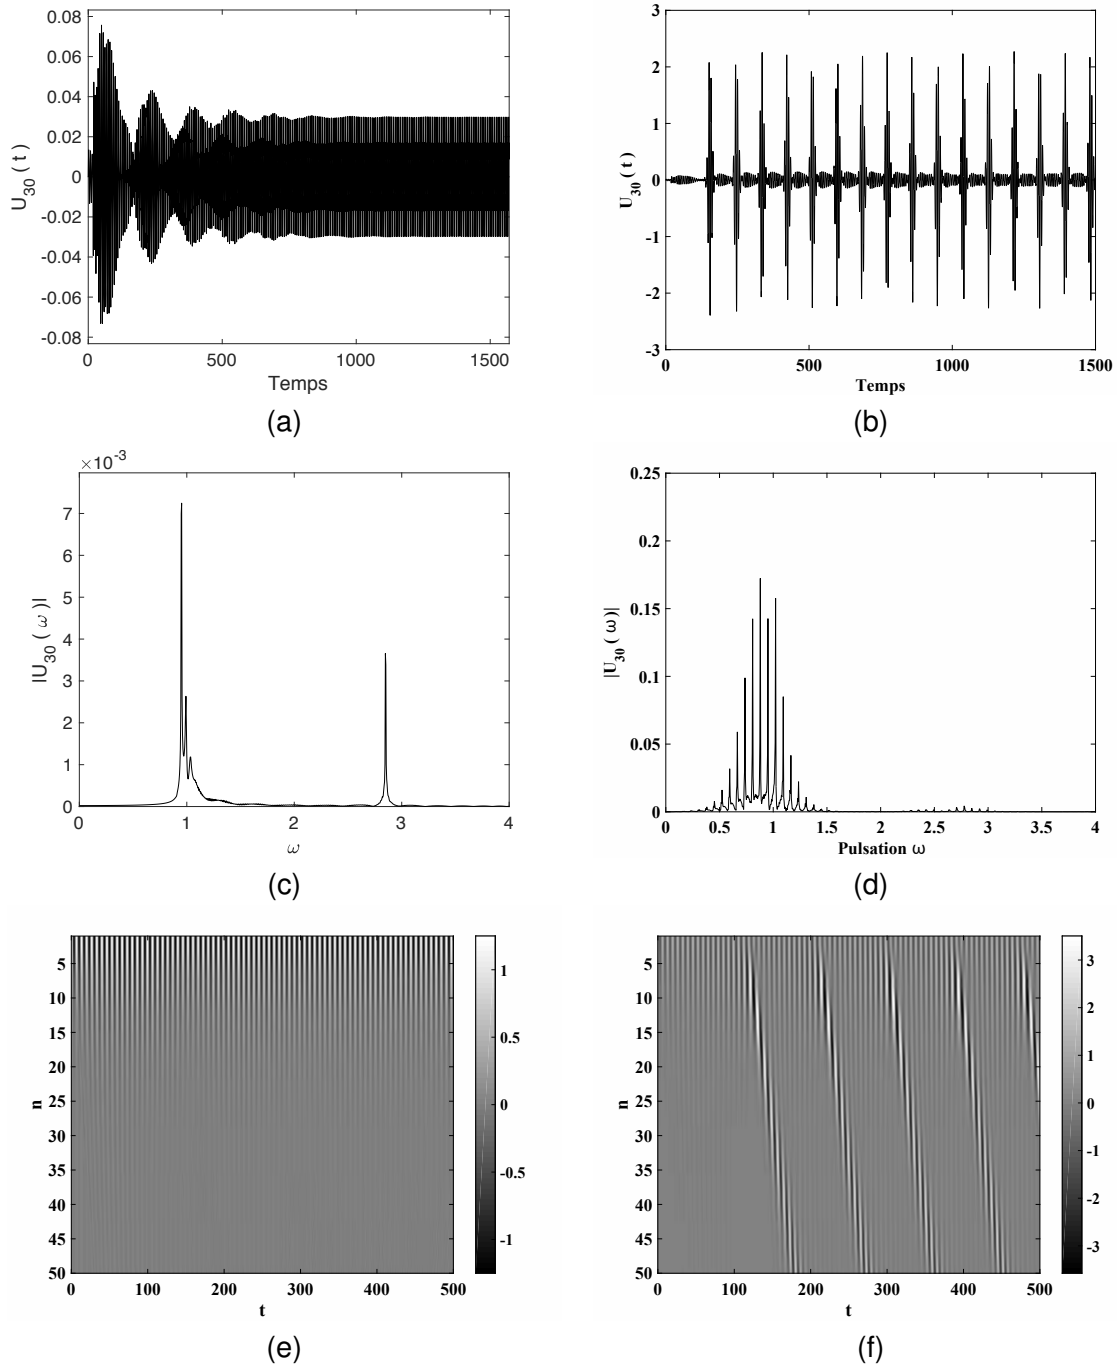 0.08
0.06
0.04
0.02
0
-0.02
-0.04
-0.06
-0.08
U30 ( t )
0 500 1000 1500
Temps
(a)
3
2
1
0
-1
-2
-3
U30 ( t )
0 500 1000 1500
Temps
(b)
×10-3
7
6
5
4
3
2
1
0
|U30 ( ω )|
0 1 2 3 4
ω
(c)
0.25
0.2
0.15
0.1
0.05
0
|U30 ( ω )|
0 0.5 1 1.5 2 2.5 3 3.5 4
Pulsation ω
(d)
5
10
15
20
25
30
35
40
45
50
n
0 100 200 300 400 500
t
1
0.5
0
-0.5
-1
(e)
5
10
15
20
25
30
35
40
45
50
n
0 100 200 300 400 500
t
3
2
1
0
-1
-2
-3
(f)